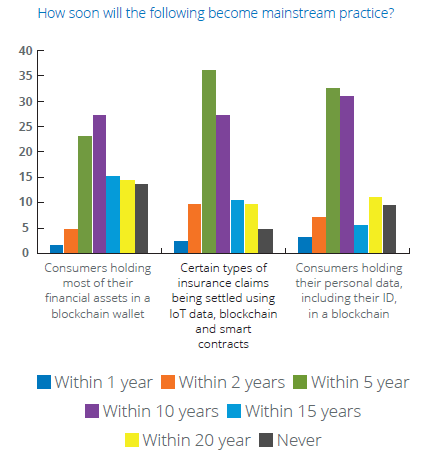 How soon will the following become mainstream practice?
40
35
30
25
20
15
10
5
0
Consumers holding
most of their
financial assets in a
blockchain wallet
Certain types of
insurance claims
being settled using
IoT data, blockchain
and smart
contracts
Consumers holding
their personal data,
including their ID,
in a blockchain
Within 1 year Within 2 years Within 5 year
Within 10 years Within 15 years
Within 20 year Never